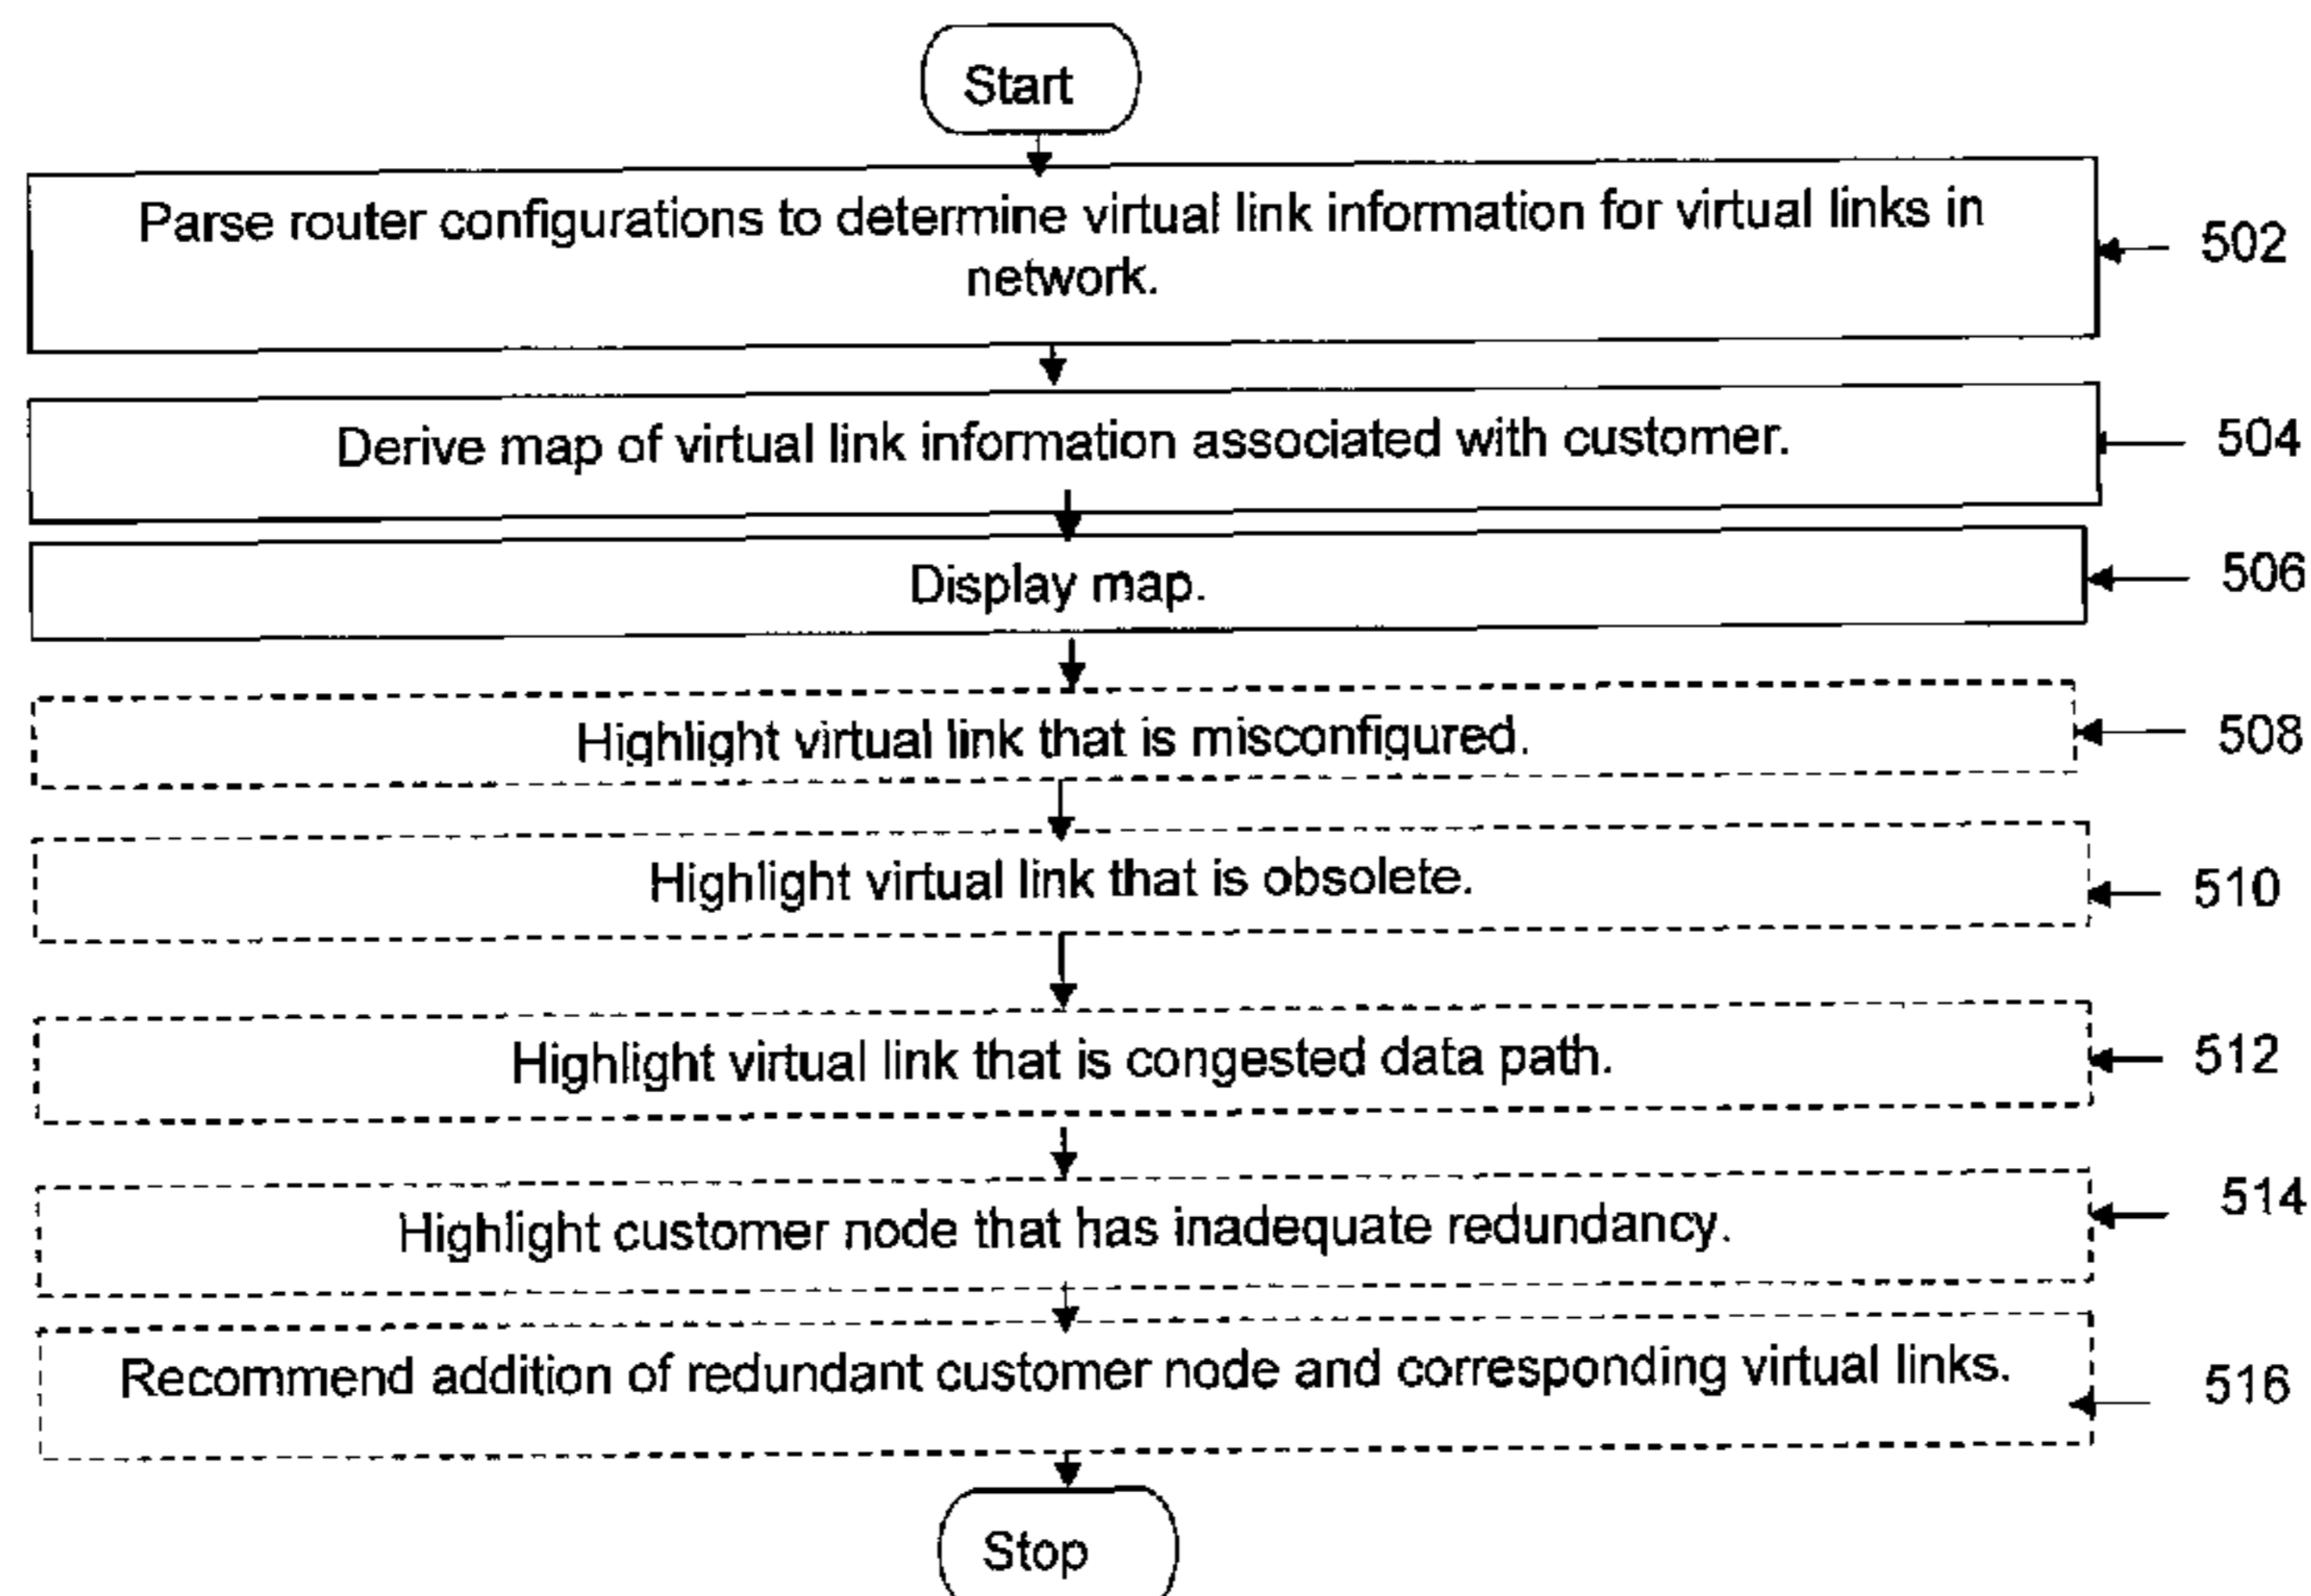 Start
Parse router configurations to determine virtual link information for virtual links in
network.
502
Derive map of virtual link information associated with customer.
504
Display map.
506
Highlight virtual link that is misconfigured.
508
Highlight virtual link that is obsolete.
510
Highlight virtual link that is congested data path.
512
Highlight customer node that has inadequate redundancy.
514
Recommend addition of redundant customer node and corresponding virtual links.
516
Stop